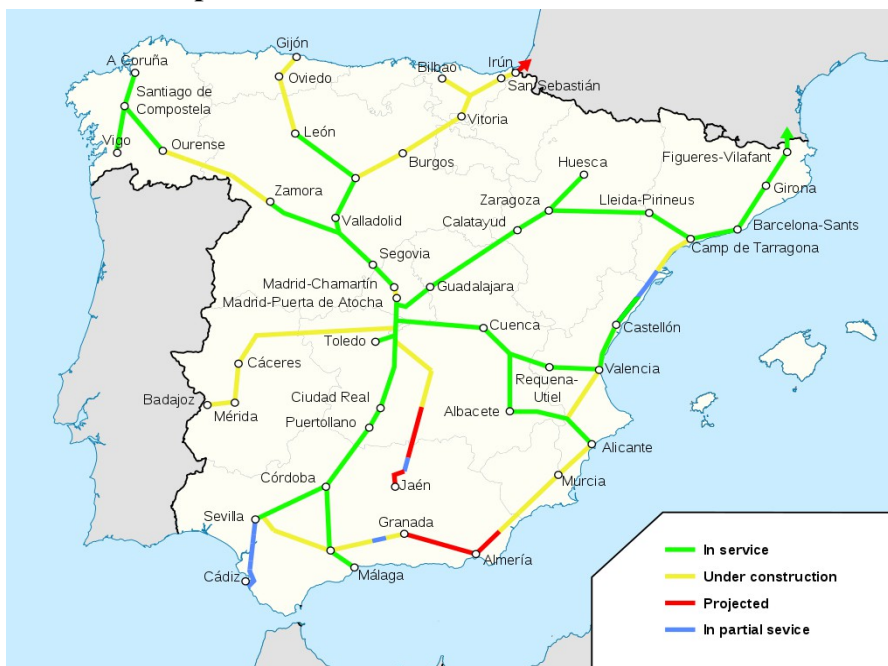 Gijón
A Coruña
Bilbao
Irún
Oviedo
San Sebastián
Santiago de
Compostela
Vitoria
León
Vigo
Ourense
Burgos
Huesca
Figueres-Vilafant
Zamora
Zaragoza
Lleida-Pirineus
Girona
Valladolid
Calatayud
Barcelona-Sants
Camp de Tarragona
Segovia
Madrid-Chamartín
Guadalajara
Madrid-Puerta de Atocha
Cuenca
Castellón
Toledo
Cáceres
Requena-
Utiel
Valencia
Badajoz
Mérida
Ciudad Real
Albacete
Puertollano
Alicante
Córdoba
Jaén
Murcia
Sevilla
Granada
Almería
Cádiz
Málaga
In service
Under construction
Projected
In partial sevice